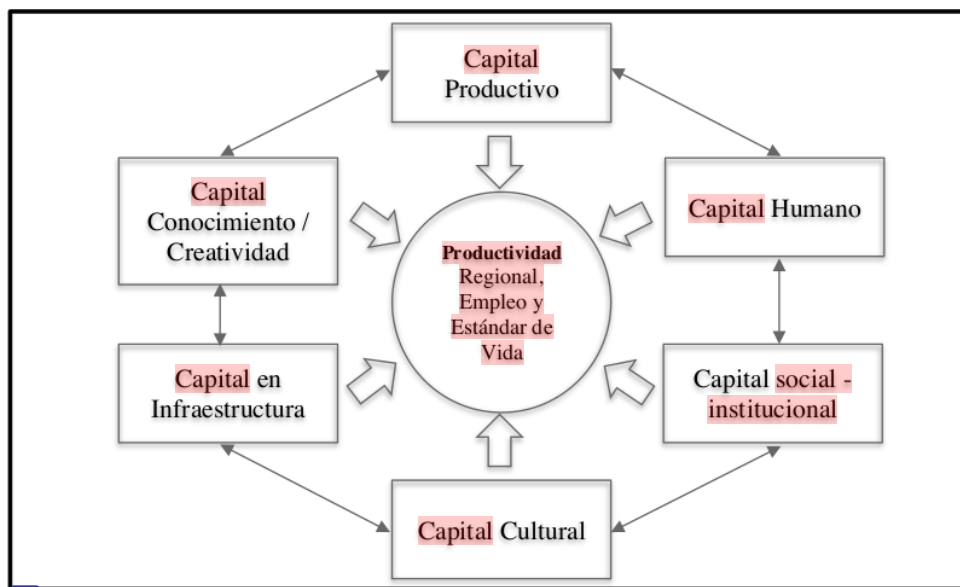 Capital
Productivo
Capital
Conocimiento /
Creatividad
Capital Humano
Productividad
Regional,
Empleo y
Estándar de
Vida
Capital en
Infraestructura
Capital social -
institucional
Capital Cultural